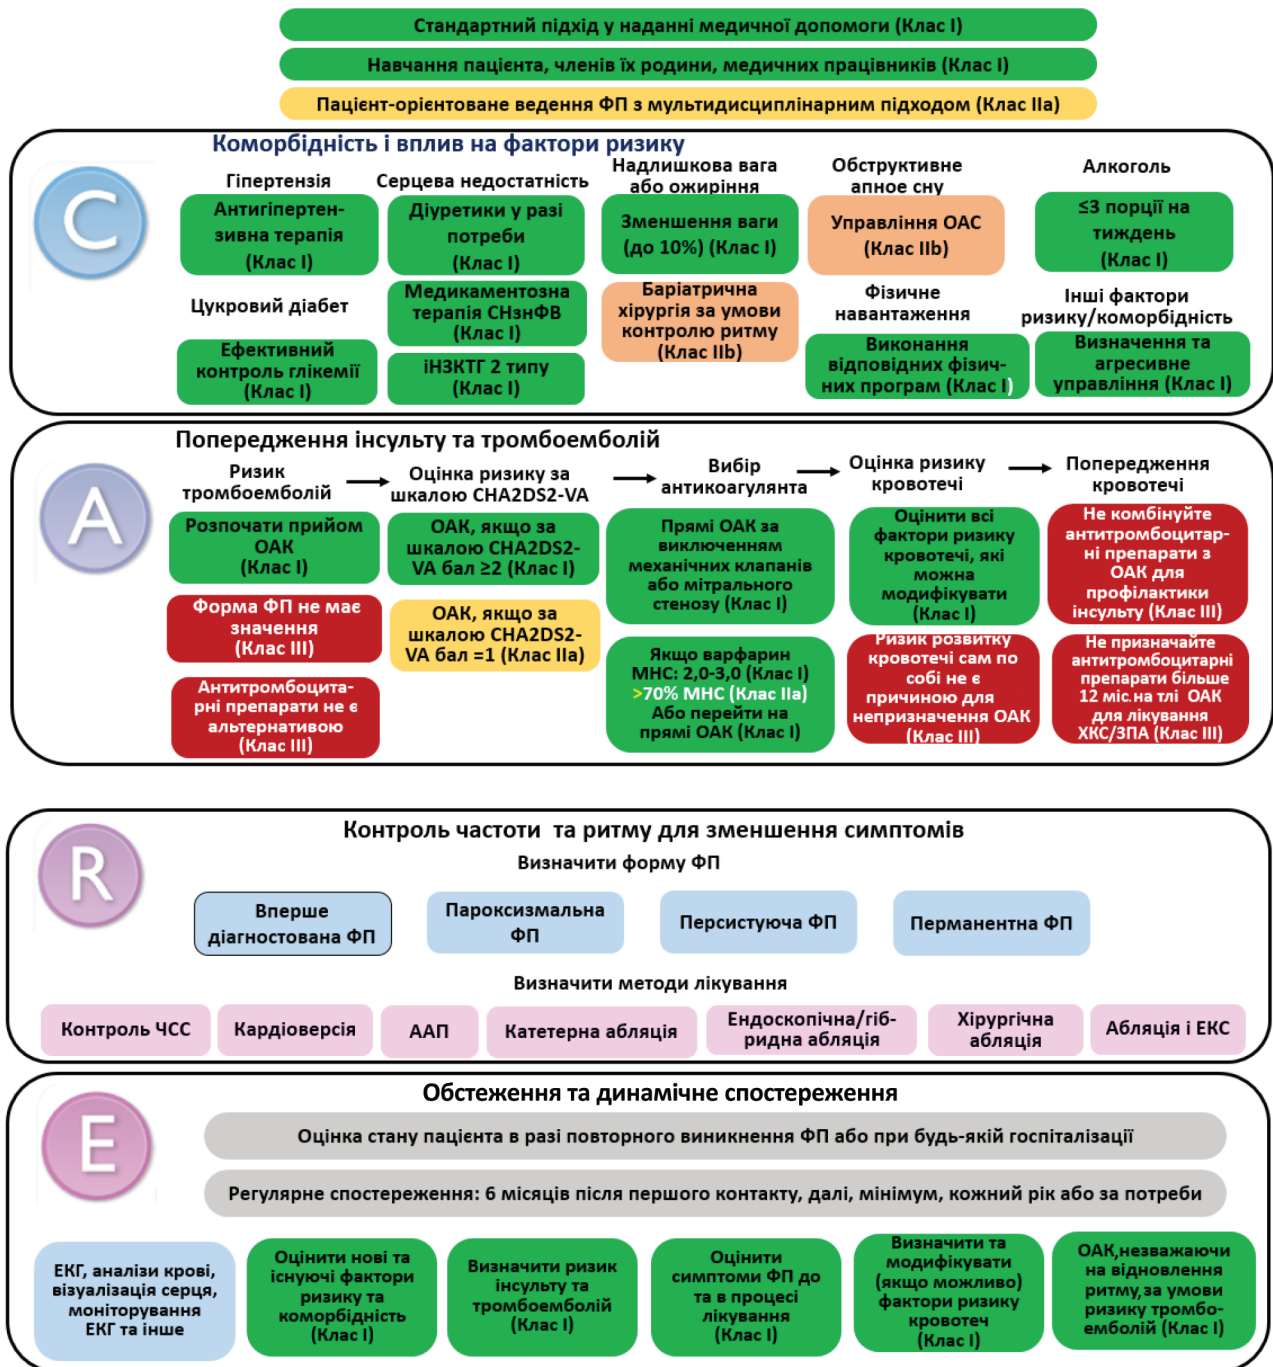 Стандартний підхід у наданні медичної допомоги (Клас I)
Навчання пацієнта, членів їх родини, медичних працівників (Клас I)
Пацієнт-орієнтоване ведення ФП з мультидисциплінарним підходом (Клас IIa)
C
Коморбідність і вплив на фактори ризику
Гіпертензія
Антигіпертен-
зивна терапія
(Клас I)
Цукровий діабет
Ефективний
контроль глікемії
(Клас I)
Серцева недостатність
Діуретики у разі
потреби
(Клас I)
Медикаментозна
терапія СНзнФВ
(Клас I)
іНЗКТГ 2 типу
(Клас I)
Надлишкова вага
або ожиріння
Зменшення ваги
(до 10%) (Клас I)
Баріатрична
хірургія за умови
контролю ритму
(Клас IIb)
Обструктивне
апное сну
Управління ОАС
(Клас IIb)
Фізичне
навантаження
Виконання
відповідних фізич-
них програм (Клас I)
Алкоголь
≤3 порції на
тиждень
(Клас I)
Інші фактори
ризику/коморбідність
Визначення та
агресивне
управління (Клас I)
A
Попередження інсульту та тромбоемболій
Ризик
тромбоемболій
Розпочати прийом
ОАК
(Клас I)
Форма ФП не має
значення
(Клас III)
Антитромбоцита-
рні препарати не є
альтернативою
(Клас III)
Оцінка ризику за
шкалою CHA2DS2-VA
ОАК, якщо за
шкалою CHA2DS2-
VA бал ≥2 (Клас I)
ОАК, якщо за
шкалою CHA2DS2-
VA бал =1 (Клас IIa)
Вибір
антикоагулянта
Прямі ОАК за
виключенням
механічних клапанів
або мітрального
стенозу (Клас I)
Якщо варфарин
МНС: 2,0-3,0 (Клас I)
>70% МНС (Клас IIa)
Або перейти на
прямі ОАК (Клас I)
Оцінка ризику
кровотечі
Оцінити всі
фактори ризику
кровотечі, які
можна
модифікувати
(Клас I)
Ризик розвитку
кровотечі сам по
собі не є
причиною для
непризначення ОАК
(Клас III)
Попередження
кровотечі
Не комбінуйте
антитромбоцитар-
ні препарати з
ОАК для
профілактики
інсульту (Клас III)
Не призначайте
антитромбоцитарні
препарати більше
12 міс. на тлі ОАК
для лікування
ХКС/ЗПА (Клас III)
R
Контроль частоти та ритму для зменшення симптомів
Визначити форму ФП
Вперше
діагностована ФП
Пароксизмальна
ФП
Персистуюча ФП
Перманентна ФП
Визначити методи лікування
Контроль ЧСС
Кардіоверсія
ААП
Катетерна абляція
Ендоскопічна/гіб-
ридна абляція
Хірургічна
абляція
Абляція і ЕКС
E
Обстеження та динамічне спостереження
Оцінка стану пацієнта в разі повторного виникнення ФП або при будь-якій госпіталізації
Регулярне спостереження: 6 місяців після першого контакту, далі, мінімум, кожний рік або за потреби
ЕКГ, аналізи крові,
візуалізація серця,
моніторування
ЕКГ та інше
Оцінити нові та
існуючі фактори
ризику та
коморбідність
(Клас I)
Визначити ризик
інсульту та
тромбоемболій
(Клас I)
Оцінити
симптоми ФП до
та в процесі
лікування
(Клас I)
Визначити та
модифікувати
(якщо можливо)
фактори ризику
кровотеч
(Клас I)
ОАК,незважаючи
на відновлення
ритму,за умови
ризику тромбо-
емболій (Клас I)